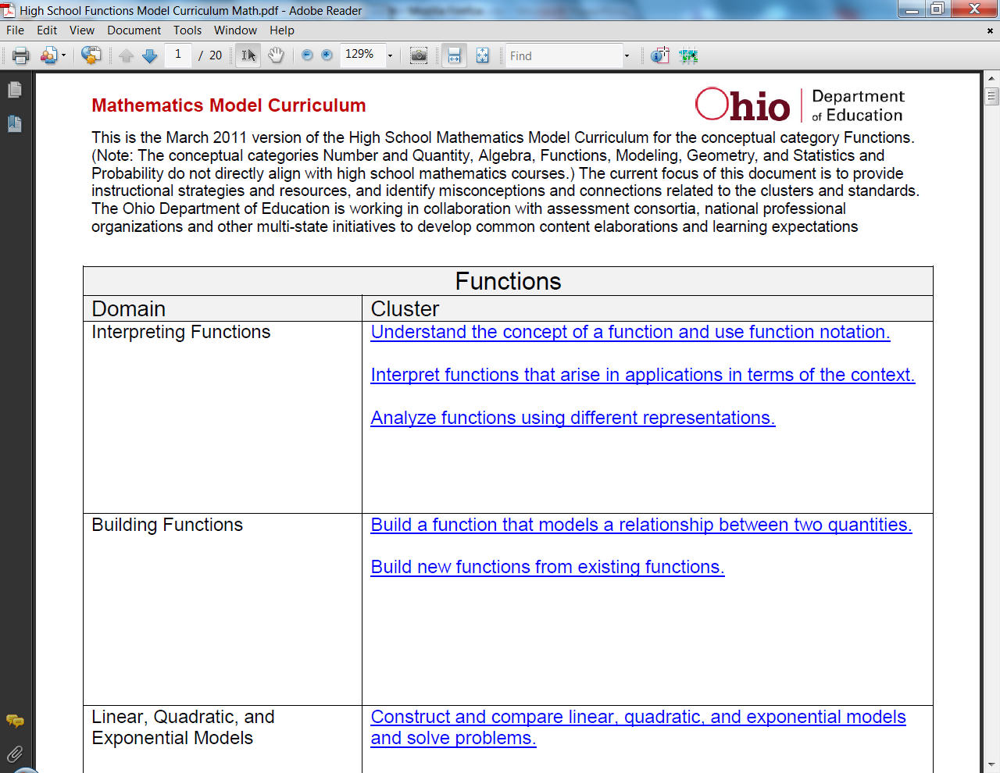 High School Functions Model Curriculum Math.pdf - Adobe Reader
File Edit View Document Tools Window Help
1 / 20 129% Find
Mathematics Model Curriculum
Ohio Department of Education
This is the March 2011 version of the High School Mathematics Model Curriculum for the conceptual category Functions.
(Note: The conceptual categories Number and Quantity, Algebra, Functions, Modeling, Geometry, and Statistics and
Probability do not directly align with high school mathematics courses.) The current focus of this document is to provide
instructional strategies and resources, and identify misconceptions and connections related to the clusters and standards.
The Ohio Department of Education is working in collaboration with assessment consortia, national professional
organizations and other multi-state initiatives to develop common content elaborations and learning expectations
Functions
Domain Cluster
Interpreting Functions Understand the concept of a function and use function notation.
Interpret functions that arise in applications in terms of the context.
Analyze functions using different representations.
Building Functions Build a function that models a relationship between two quantities.
Build new functions from existing functions.
Linear, Quadratic, and Construct and compare linear, quadratic, and exponential models
Exponential Models and solve problems.